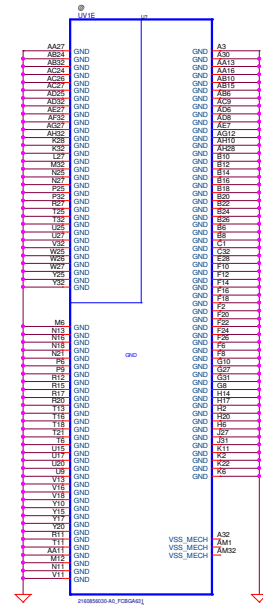 @
UV1E
U?
AA27 GND GND A3
AB24 GND GND A30
AB32 GND GND AA13
AC24 GND GND AA16
AC26 GND GND AB10
AC27 GND GND AB15
AD25 GND GND AB6
AD32 GND GND AC9
AE27 GND GND AD6
AF32 GND GND AD8
AG27 GND GND AE7
AH32 GND GND AG12
K28 GND GND AH10
K32 GND GND AH28
L27 GND GND B10
M32 GND GND B12
N25 GND GND B14
N27 GND GND B16
P25 GND GND B18
P32 GND GND B20
R27 GND GND B22
T25 GND GND B24
T32 GND GND B26
U25 GND GND B6
U27 GND GND B8
V32 GND GND C1
W25 GND GND C32
W26 GND GND E28
W27 GND GND F10
Y25 GND GND F12
Y32 GND GND F14
GND F16
GND F18
GND F2
GND F20
M6 GND GND F22
N13 GND GND F24
N16 GND GND F26
N18 GND GND F6
N21 GND GND GND F8
P6 GND GND G10
P9 GND GND G27
R12 GND GND G31
R15 GND GND G8
R17 GND GND H14
R20 GND GND H17
T13 GND GND H2
T16 GND GND H20
T18 GND GND H6
T21 GND GND J27
T6 GND GND J31
U15 GND GND K11
U17 GND GND K2
U20 GND GND K22
U9 GND GND K6
V13 GND
V16 GND
V18 GND
Y10 GND
Y15 GND
Y17 GND
Y20 GND
R11 GND VSS_MECH A32
T11 GND VSS_MECH AM1
AA11 GND VSS_MECH AM32
M12 GND
N11 GND
V11 GND